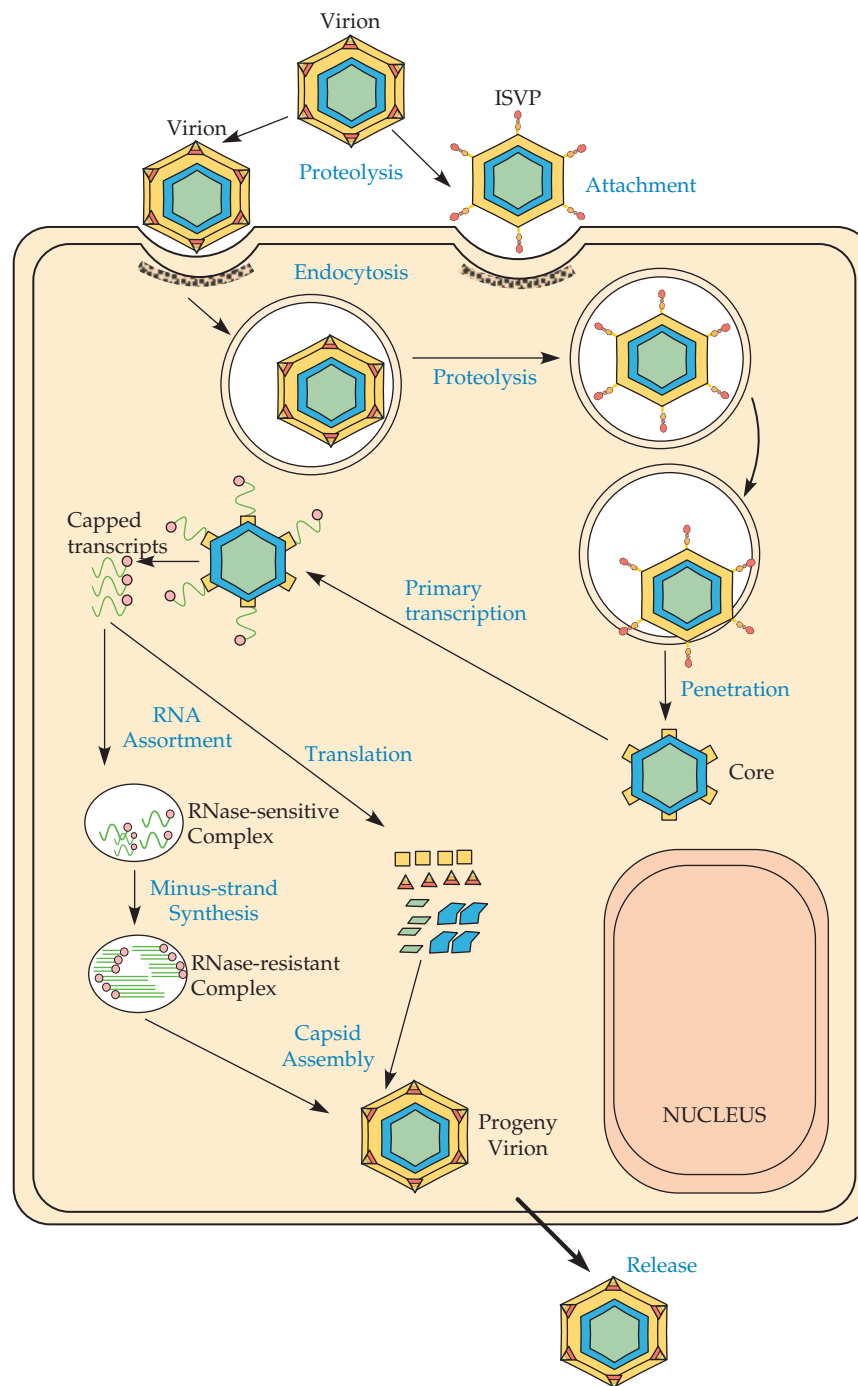 Virion
ISVP
Virion
Proteolysis
Attachment
Endocytosis
Proteolysis
Capped
transcripts
Primary
transcription
Penetration
RNA
Assortment
Translation
Core
RNase-sensitive
Complex
Minus-strand
Synthesis
RNase-resistant
Complex
Capsid
Assembly
NUCLEUS
Progeny
Virion
Release